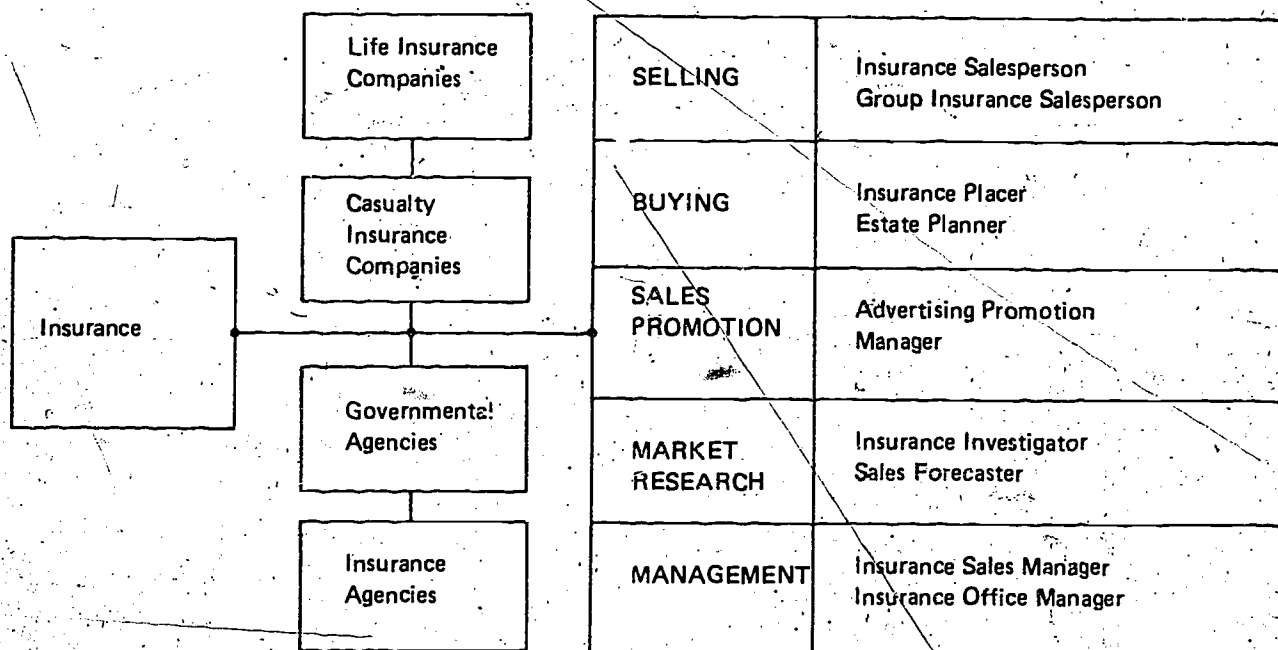 Insurance
Life Insurance
Companies
Casualty
Insurance
Companies
Governmental
Agencies
Insurance
Agencies
SELLING
Insurance Salesperson
Group Insurance Salesperson
BUYING
Insurance Placer
Estate Planner
SALES
PROMOTION
Advertising Promotion
Manager
MARKET
RESEARCH
Insurance Investigator
Sales Forecaster
MANAGEMENT
Insurance Sales Manager
Insurance Office Manager